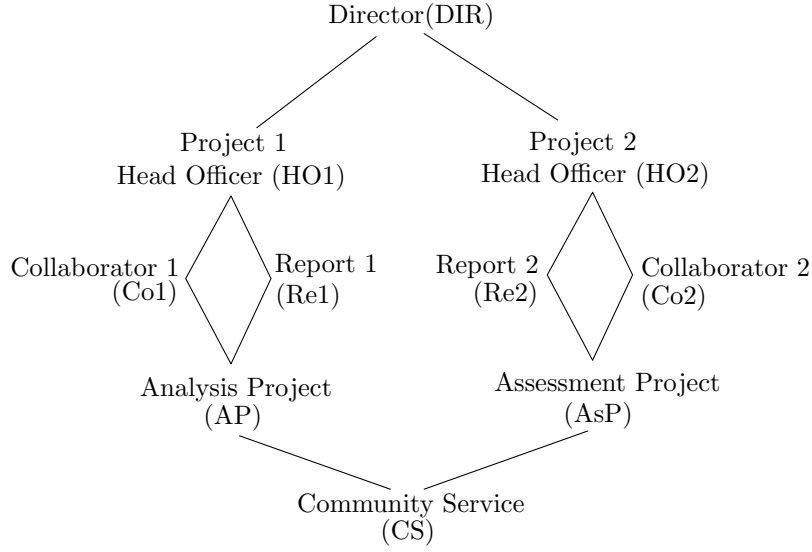 Director(DIR)
Project 1
Head Officer (HO1)
Project 2
Head Officer (HO2)
Collaborator 1
(Co1)
Report 1
(Re1)
Report 2
(Re2)
Collaborator 2
(Co2)
Analysis Project
(AP)
Assessment Project
(AsP)
Community Service
(CS)